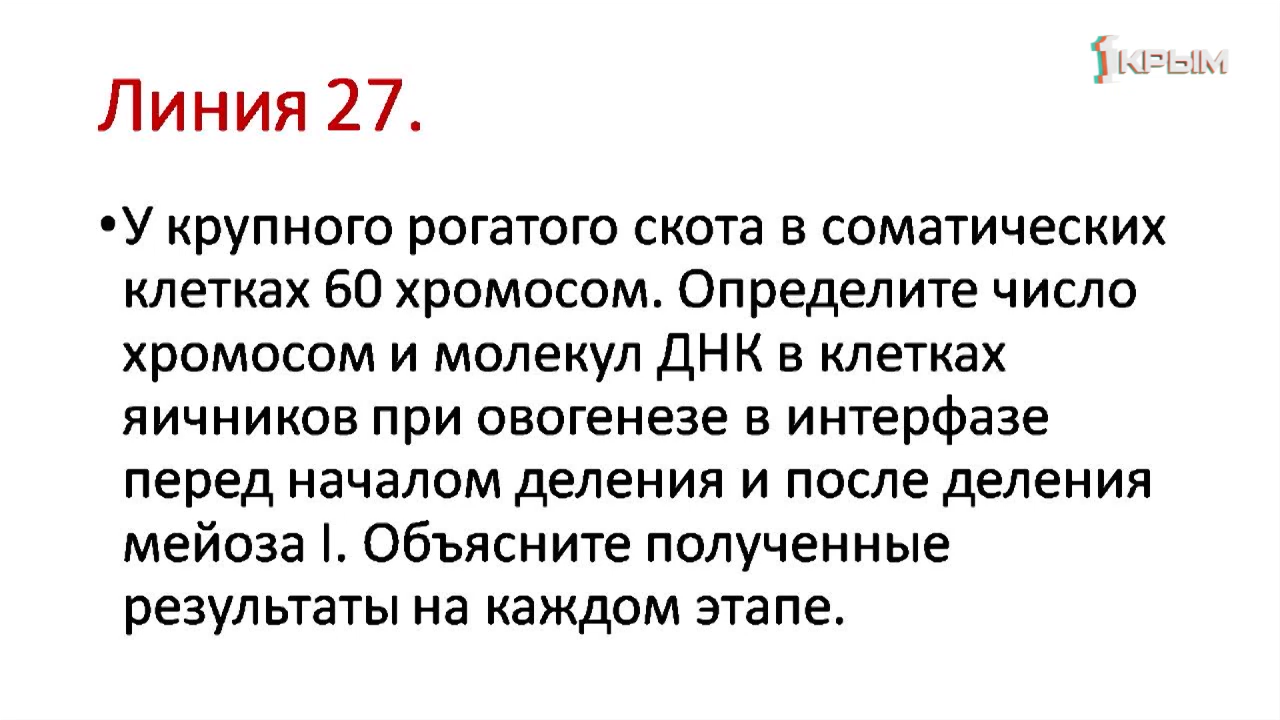 1КРЫМ
Линия 27.
•У крупного рогатого скота в соматических
клетках 60 хромосом. Определите число
хромосом и молекул ДНК в клетках
яичников при овогенезе в интерфазе
перед началом деления и после деления
мейоза I. Объясните полученные
результаты на каждом этапе.